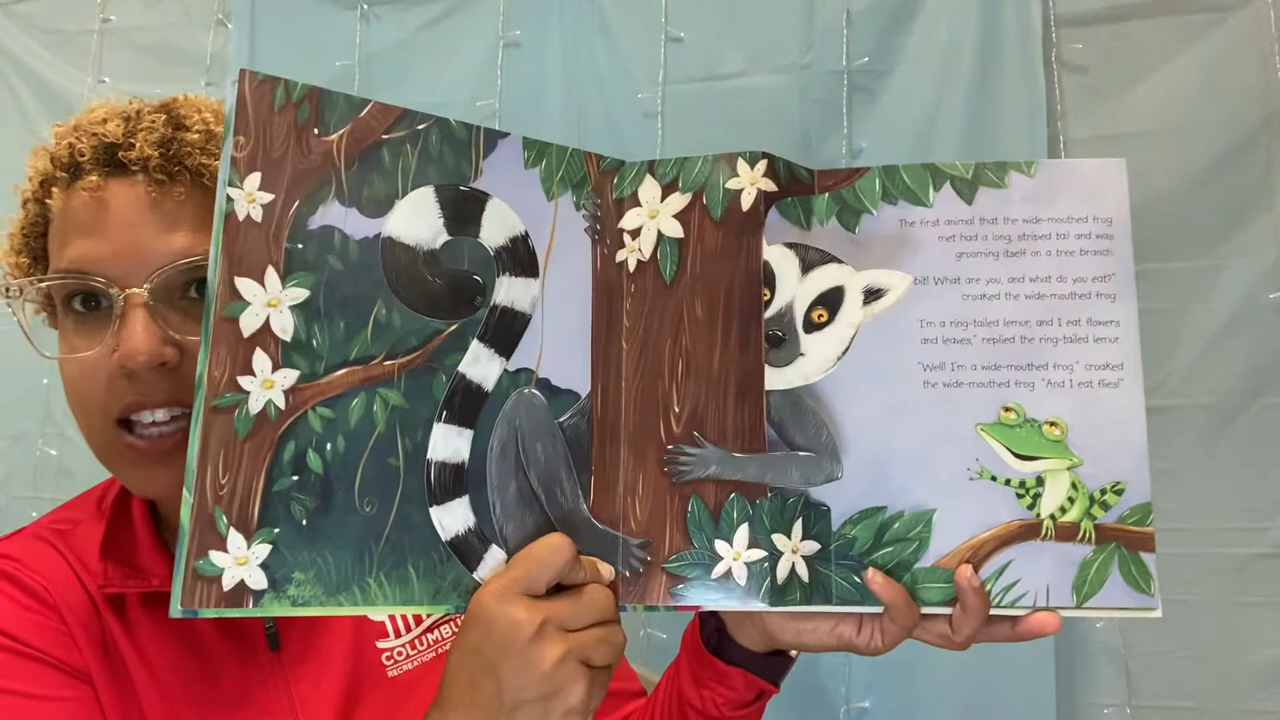 The first animal that the wide-mouthed frog
met had a long, striped tail and was
grooming itself on a tree branch.
bit! What are you, and what do you eat?"
croaked the wide-mouthed frog
"I'm a ring-tailed lemur, and I eat flowers
and leaves," replied the ring-tailed lemur.
"Well! I'm a wide-mouthed frog," croaked
the wide-mouthed frog "And I eat flies!"
COLUMBUS
RECREATION AND